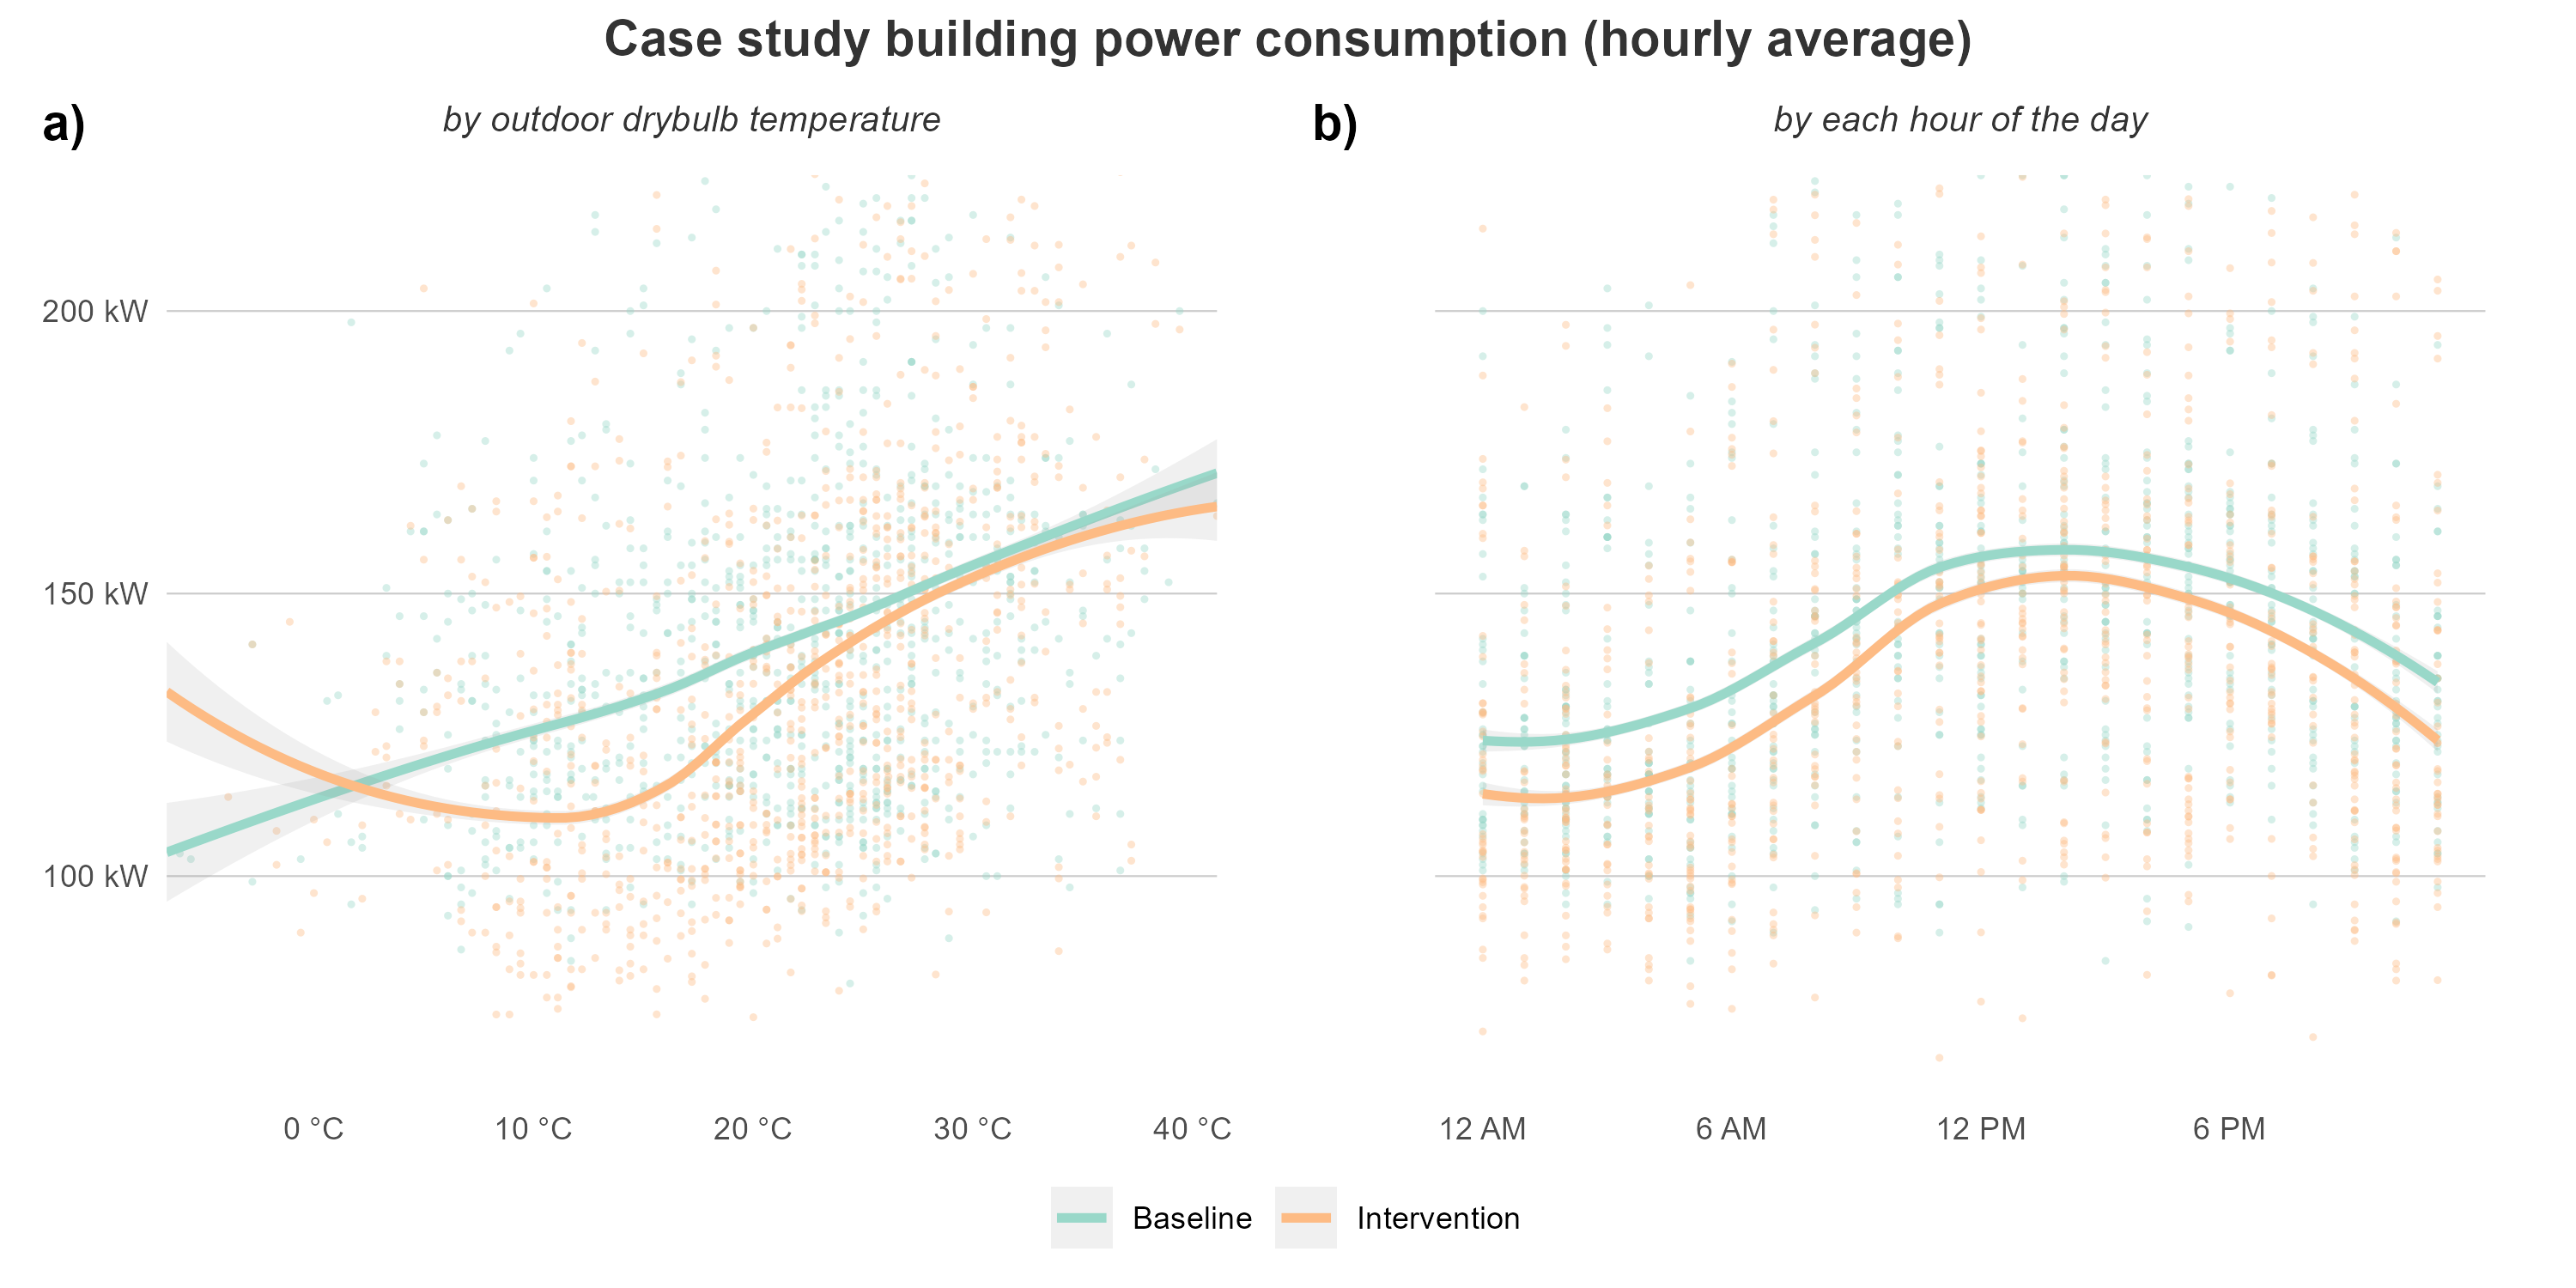 Case study building power consumption (hourly average)
a)
by outdoor drybulb temperature
b)
by each hour of the day
200 kW
150 kW
100 kW
0 °C
10 °C
20 °C
30 °C
40 °C
12 AM
6 AM
12 PM
6 PM
Baseline
Intervention